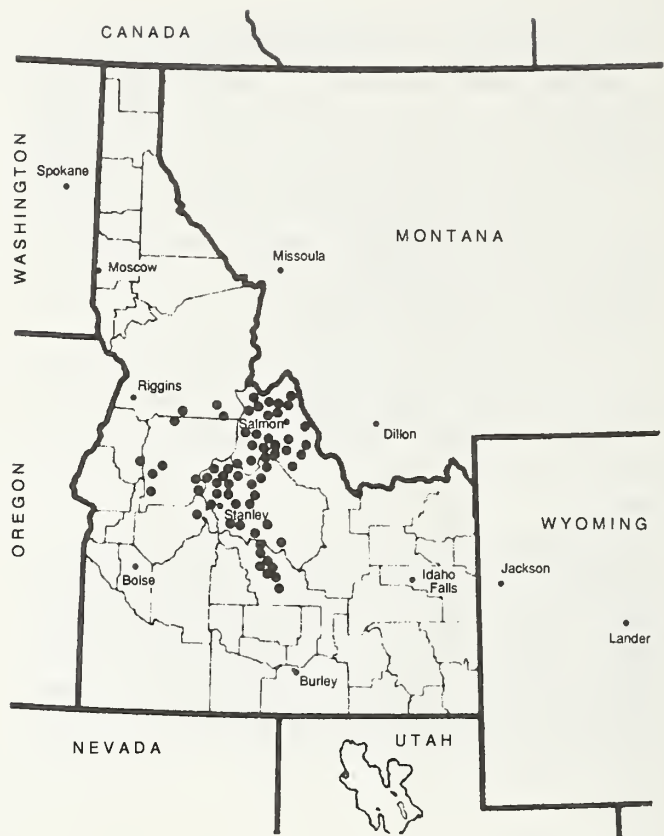 CANADA
WASHINGTON
Spokane
MONTANA
Moscow
Missoula
Riggins
Salmon
Dillon
OREGON
Stanley
WYOMING
Boise
Idaho
Falls
Jackson
Lander
Burley
NEVADA
UTAH